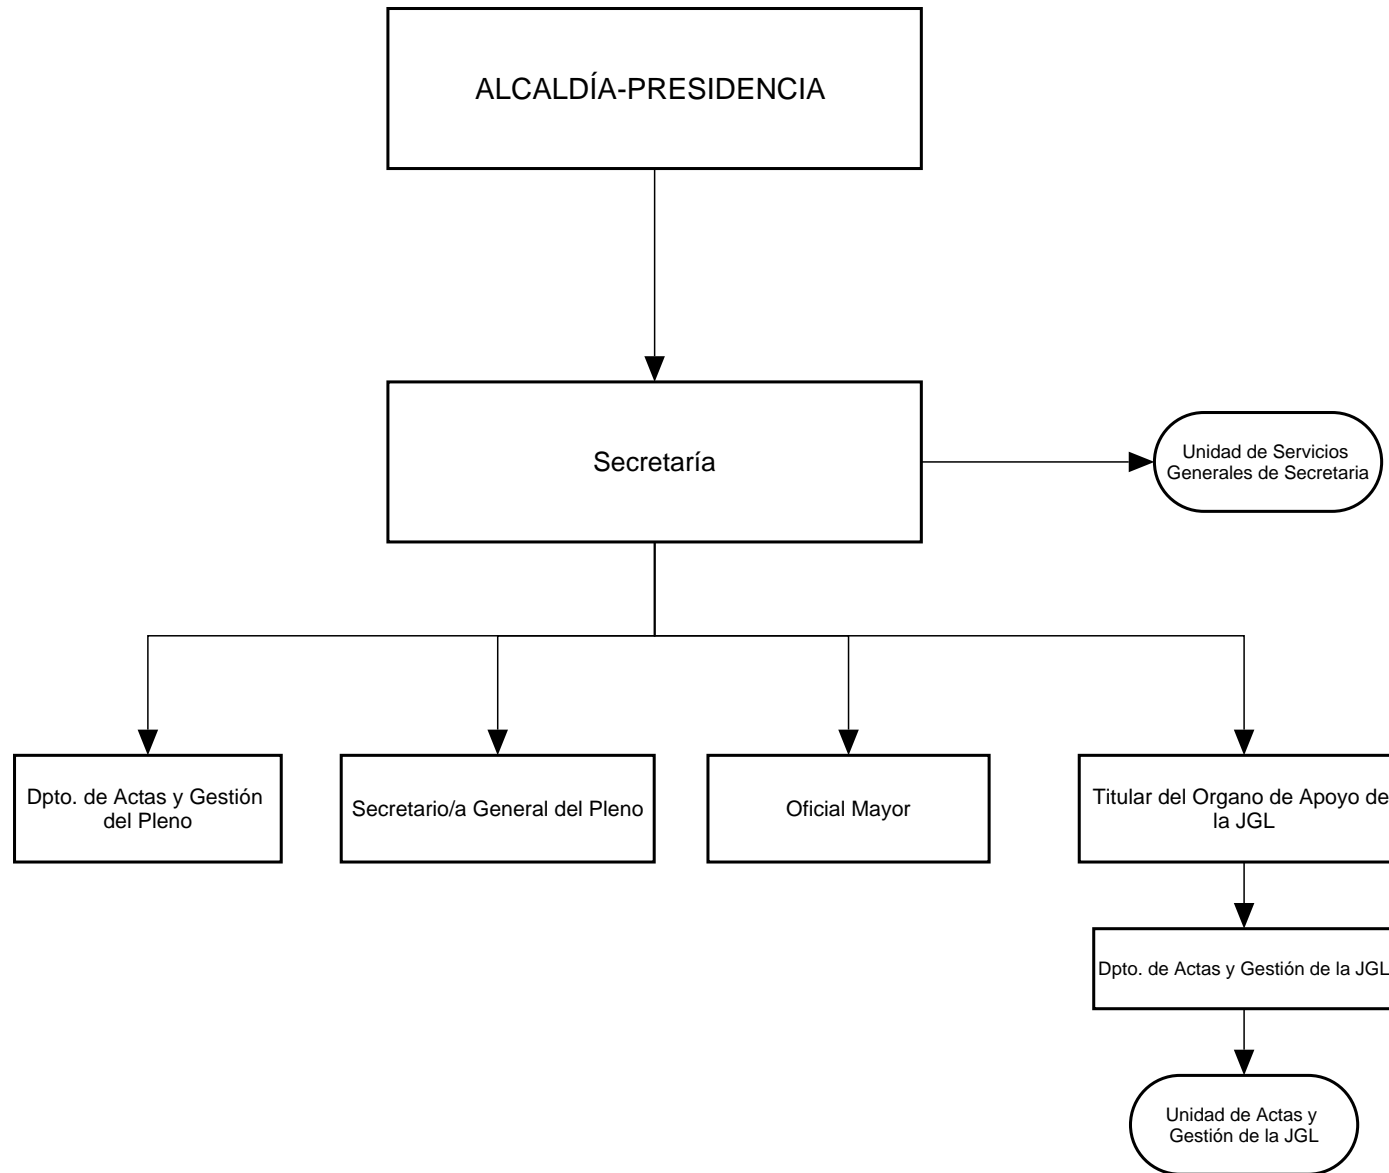 ALCALDÍA-PRESIDENCIA
Secretaría
Unidad de Servicios
Generales de Secretaria
Dpto. de Actas y Gestión
del Pleno
Secretario/a General del Pleno
Oficial Mayor
Titular del Organo de Apoyo de
la JGL
Dpto. de Actas y Gestión de la JGL
Unidad de Actas y
Gestión de la JGL